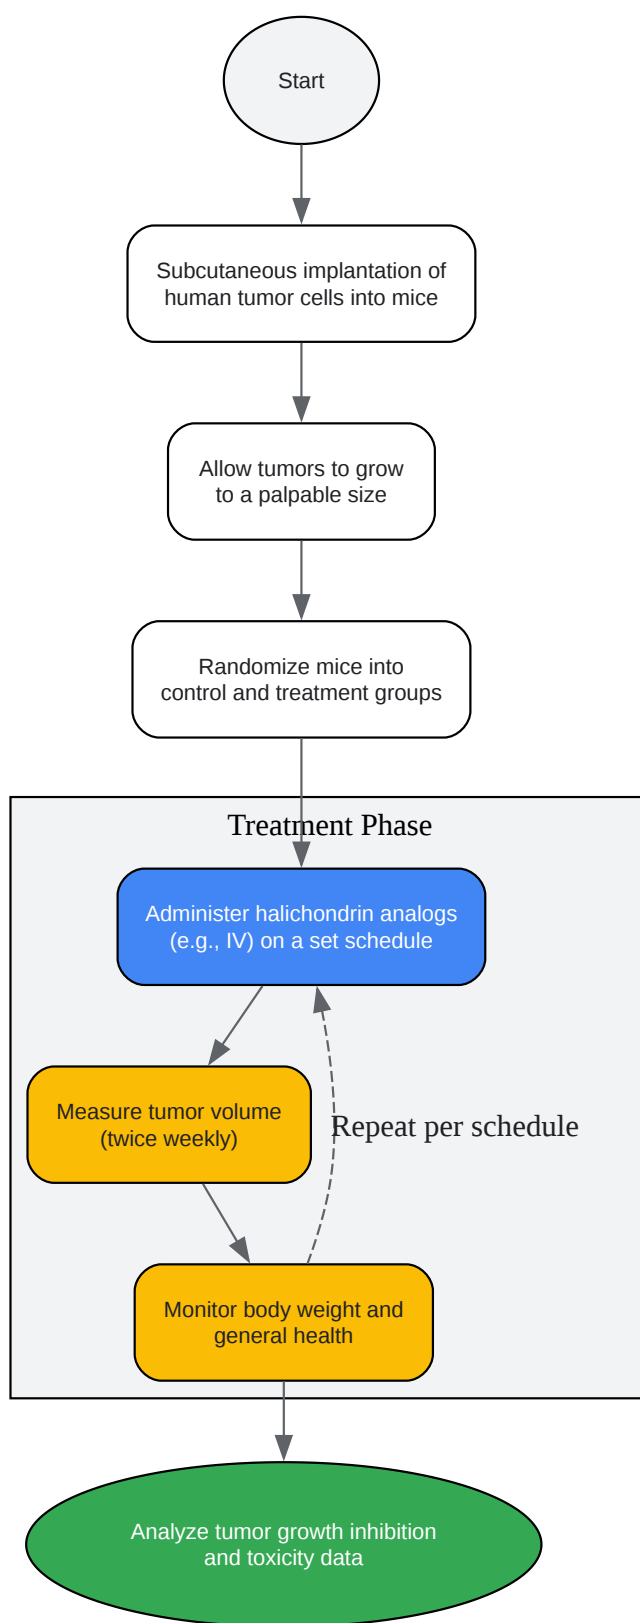 Start
Subcutaneous implantation of
human tumor cells into mice
Allow tumors to grow
to a palpable size
Randomize mice into
control and treatment groups
Treatment Phase
Administer halichondrin analogs
(e.g., IV) on a set schedule
Measure tumor volume
(twice weekly)
Repeat per schedule
Monitor body weight and
general health
Analyze tumor growth inhibition
and toxicity data